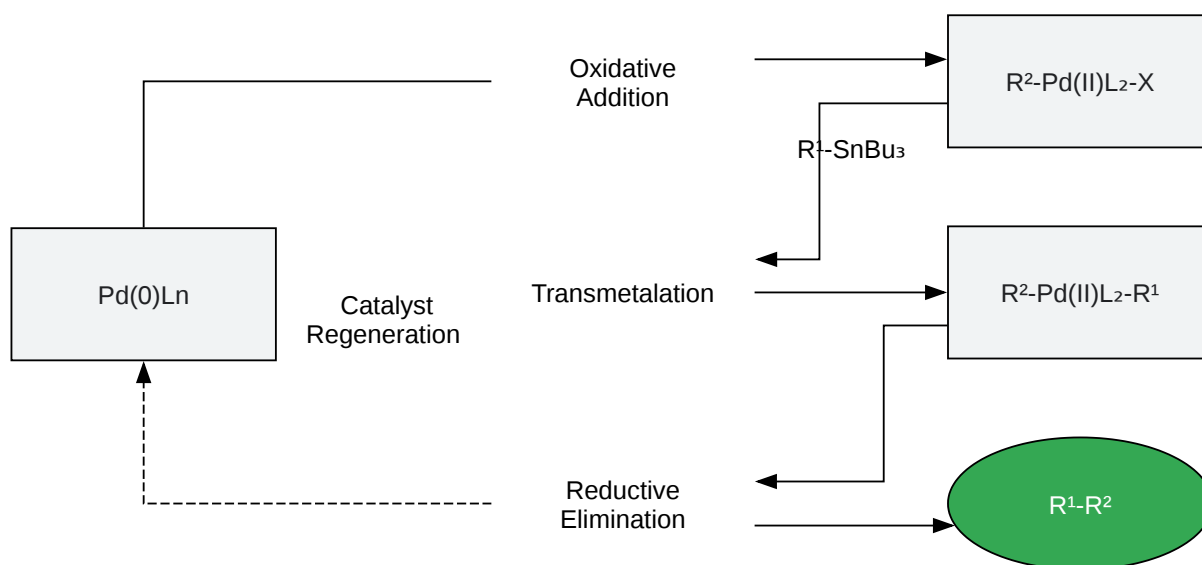 Oxidative
Addition
R²-Pd(II)L₂-X
R¹-SnBu₃
Pd(0)Ln
Catalyst
Regeneration
Transmetalation
R²-Pd(II)L₂-R¹
Reductive
Elimination
R¹-R²